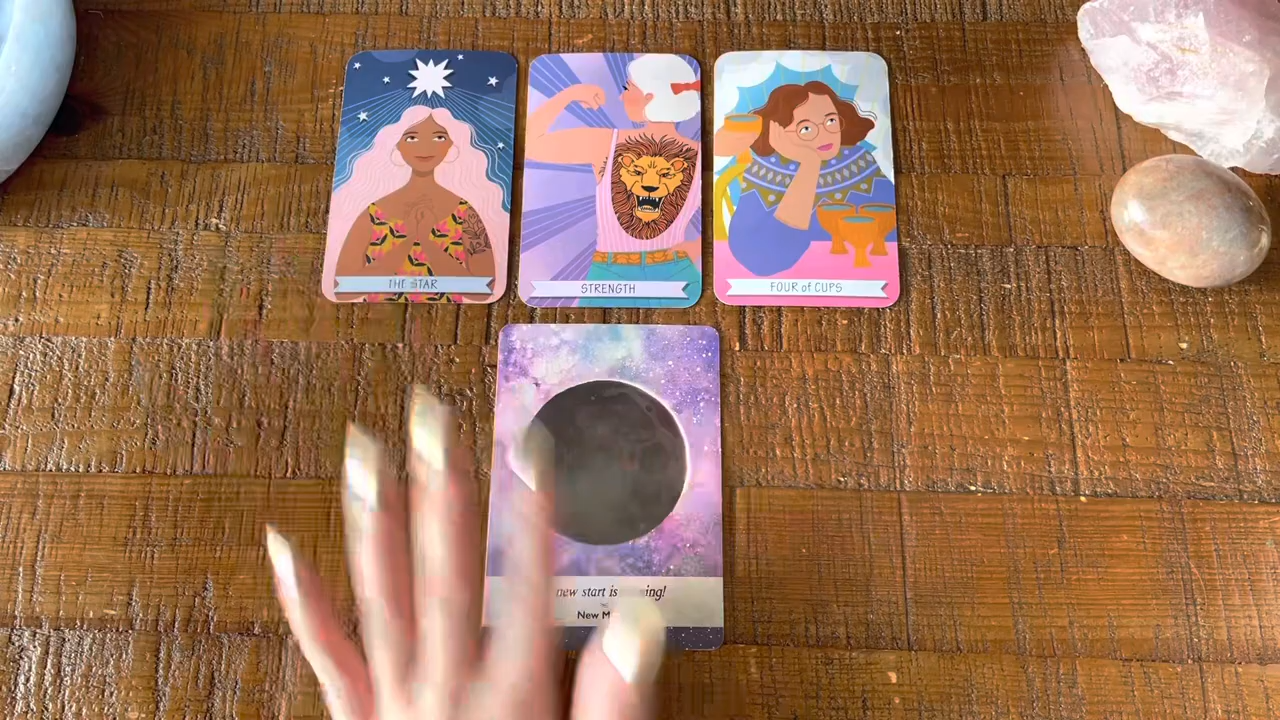 THE STAR
STRENGTH
FOUR of CUPS
new start is ing!
New M